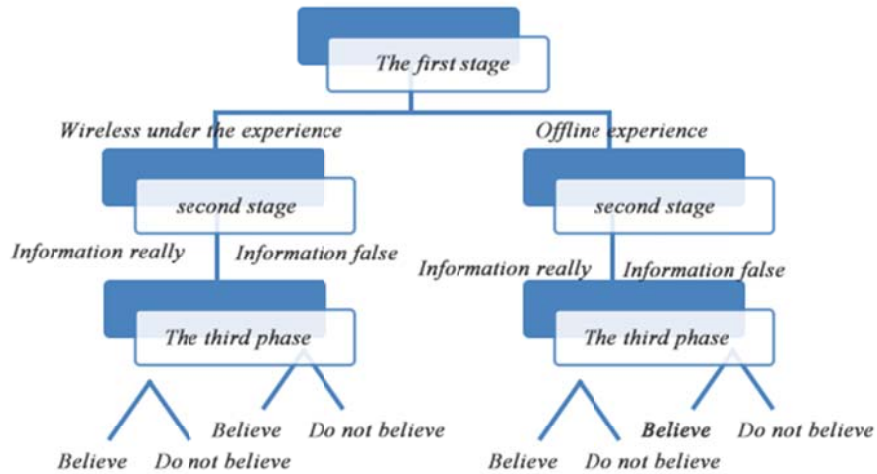 The first stage
Wireless under the experience
Offline experience
second stage
second stage
Information really
Information false
Information really
Information false
The third phase
The third phase
Believe
Do not believe
Believe
Do not believe
Believe
Do not believe
Believe
Do not believe